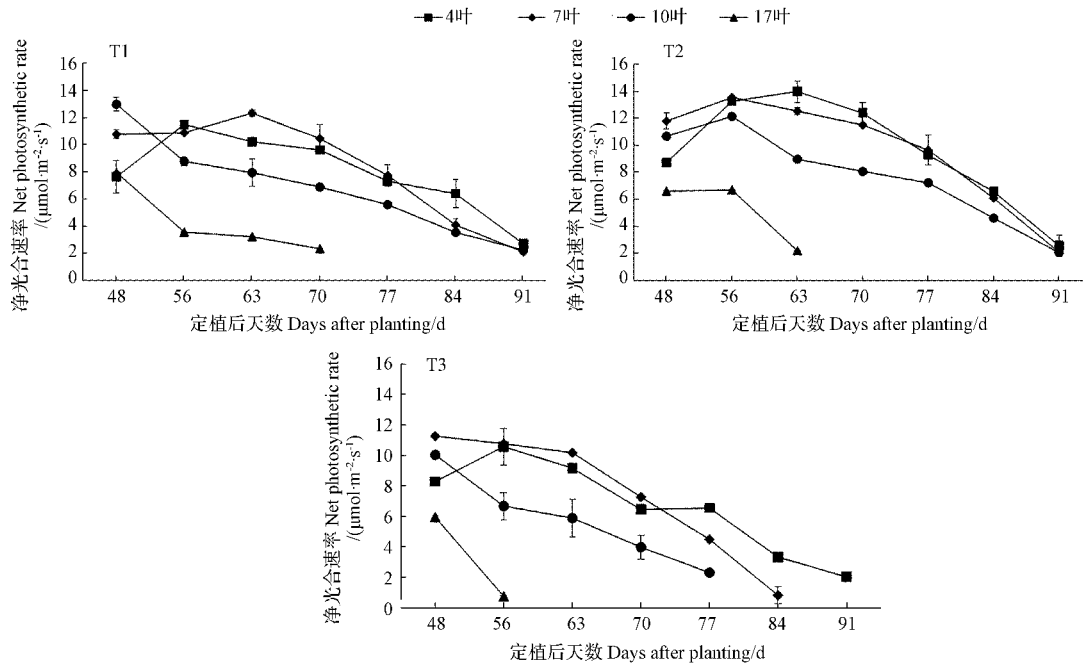 4叶 7叶 10叶 17叶
T1
净光合速率 Net photosynthetic rate
/(μmol·m⁻²·s⁻¹)
16
14
12
10
8
6
4
2
0
48 56 63 70 77 84 91
定植后天数 Days after planting/d
T2
净光合速率 Net photosynthetic rate
/(μmol·m⁻²·s⁻¹)
16
14
12
10
8
6
4
2
0
48 56 63 70 77 84 91
定植后天数 Days after planting/d
T3
净光合速率 Net photosynthetic rate
/(μmol·m⁻²·s⁻¹)
16
14
12
10
8
6
4
2
0
48 56 63 70 77 84 91
定植后天数 Days after planting/d